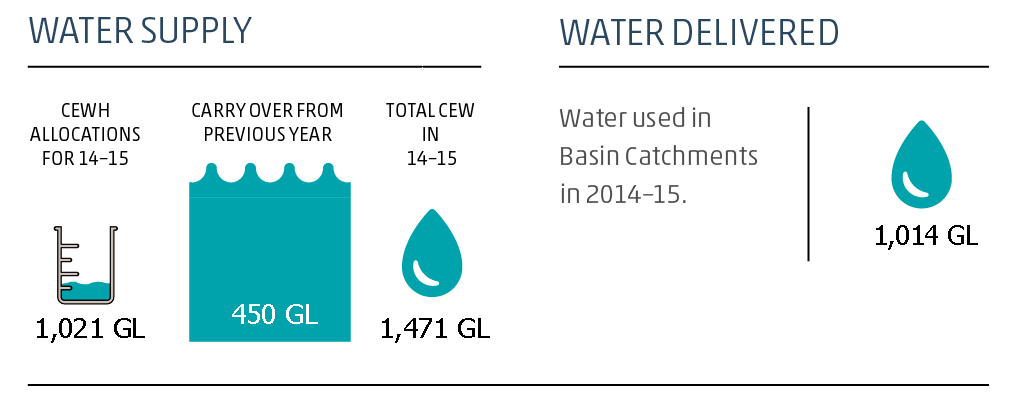 WATER SUPPLY
CEWH
ALLOCATIONS
FOR 14–15
1,021 GL
CARRY OVER FROM
PREVIOUS YEAR
450 GL
TOTAL CEW
IN
14–15
1,471 GL
WATER DELIVERED
Water used in
Basin Catchments
in 2014–15.
1,014 GL